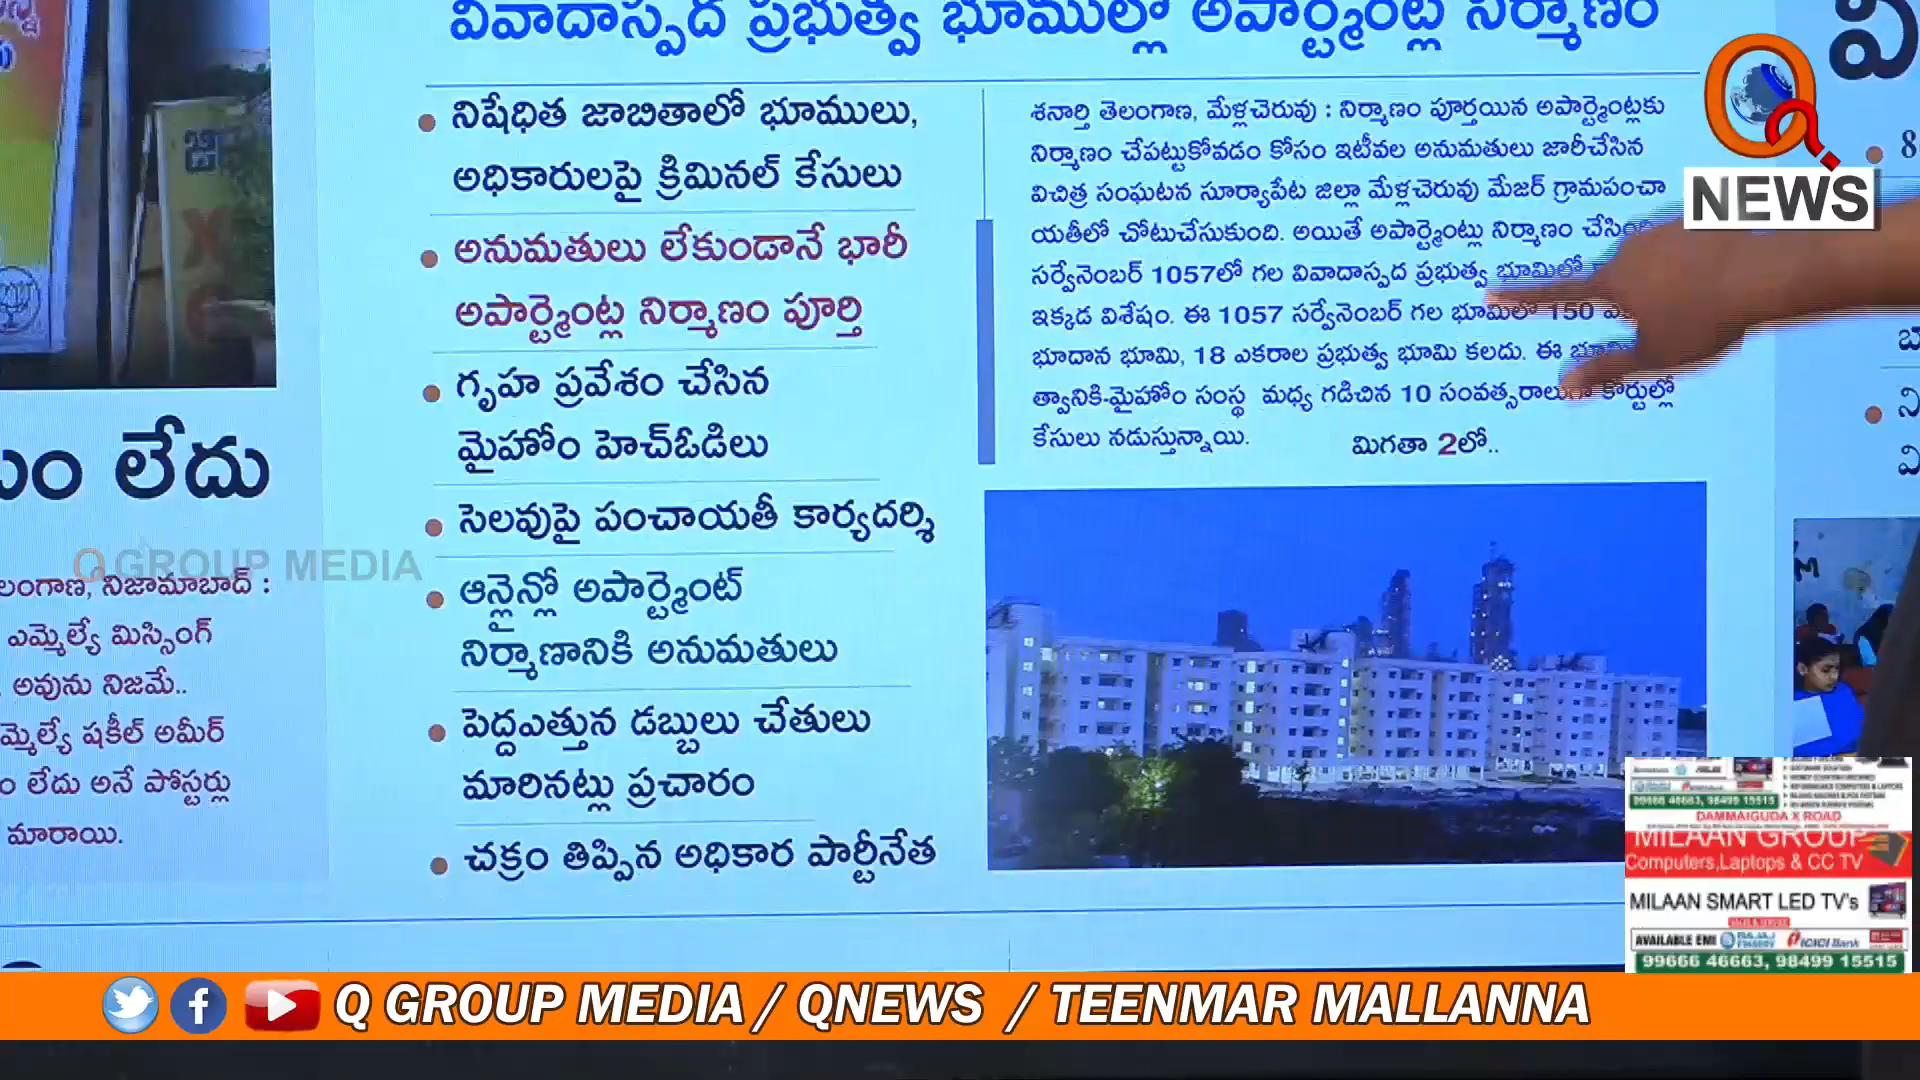 వివాదాస్పద ప్రభుత్వ భూముల్లో అపార్ట్మెంట్ల నిర్మాణం
నిషేధిత జాబితాలో భూములు,
అధికారులపై క్రిమినల్ కేసులు
అనుమతులు లేకుండానే భారీ
అపార్ట్మెంట్ల నిర్మాణం పూర్తి
గృహ ప్రవేశం చేసిన
మైహోం హెచ్ఓడిలు
సెలవుపై పంచాయతీ కార్యదర్శి
ఆన్లైన్లో అపార్ట్మెంట్
నిర్మాణానికి అనుమతులు
పెద్దఎత్తున డబ్బులు చేతులు
మారినట్లు ప్రచారం
చక్రం తిప్పిన అధికార పార్టీనేత
శనార్తి తెలంగాణ, మేళ్లచెరువు : నిర్మాణం పూర్తయిన అపార్ట్మెంట్లకు
నిర్మాణం చేపట్టుకోవడం కోసం ఇటీవల అనుమతులు జారీచేసిన
విచిత్ర సంఘటన సూర్యాపేట జిల్లా మేళ్లచెరువు మేజర్ గ్రామపంచా
యతీలో చోటుచేసుకుంది. అయితే అపార్ట్మెంట్లు నిర్మాణం
సర్వేనెంబర్ 1057లో గల వివాదాస్పద ప్రభుత్వ భూమిలో
ఇక్కడ విశేషం. ఈ 1057 సర్వేనెంబర్ గల భూమిలో 150
భూదాన భూమి, 18 ఎకరాల ప్రభుత్వ భూమి కలదు. ఈ
త్వానికి-మైహోం సంస్థ మధ్య గడిచిన 10 సంవత్సరాలుగా కోర్టుల్లో
కేసులు నడుస్తున్నాయి.
మిగతా 2లో..
లేదు
నిజామాబాద్ :
ఎమ్మెల్యే మిస్సింగ్
అవును నిజమే..
షకీల్ అమీర్
లేదు అనే పోస్టర్లు
మారాయి.
Q GROUP MEDIA
Q
NEWS
DAMMAIGUDA X ROAD
MILAAN GROUP
Computers,Laptops & CC TV
MILAAN SMART LED TV's
AVAILABLE EMI
ICICI Bank
99666 46663, 98499 15515
Q GROUP MEDIA / QNEWS / TEENMAR MALLANNA